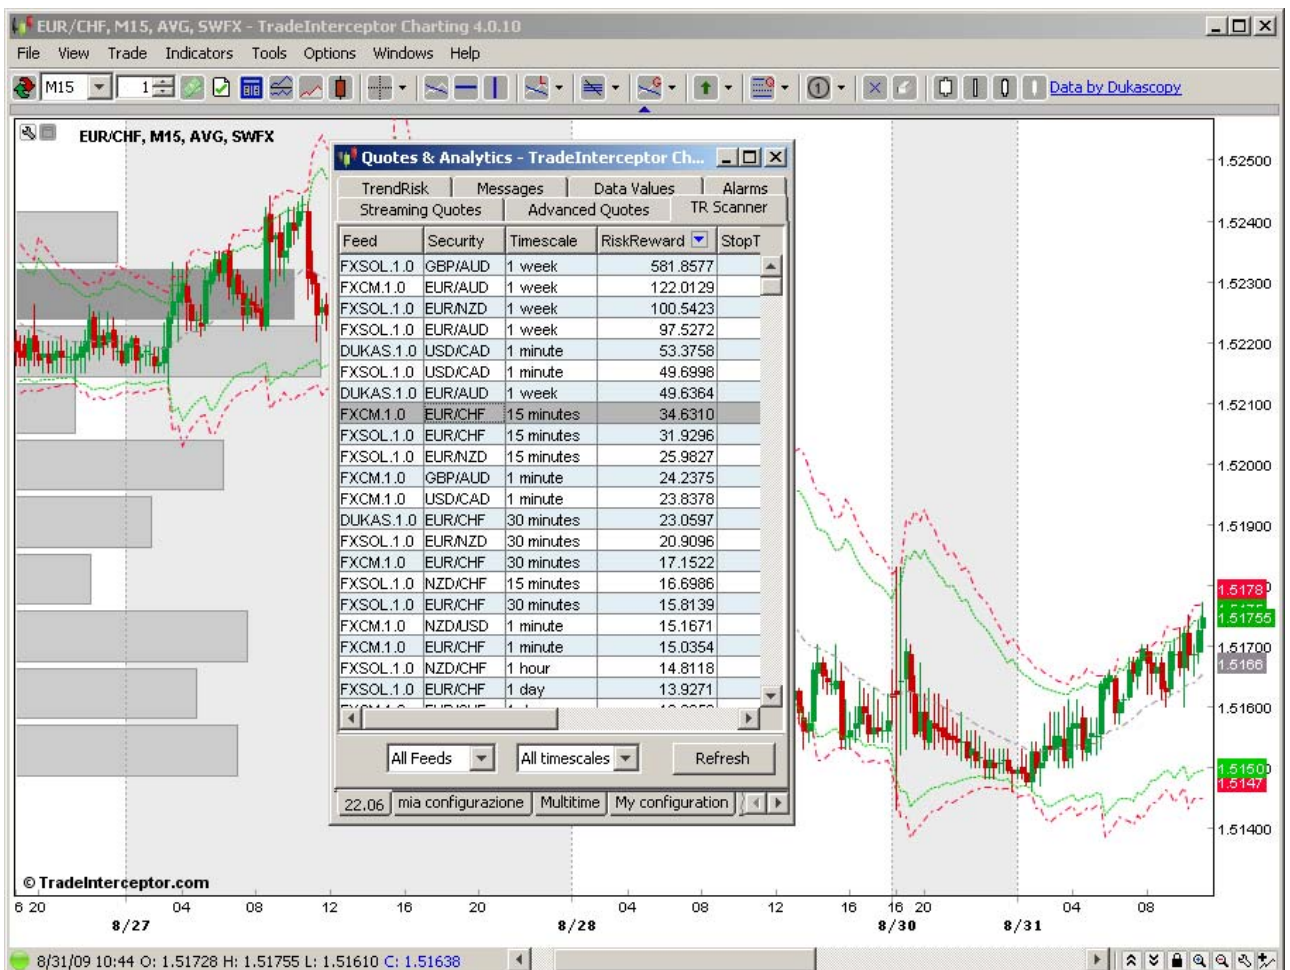 EUR/CHF, M15, AVG, SWFX - TradeInterceptor Charting 4.0.10
File View Trade Indicators Tools Options Windows Help
M15 1 Data by Dukascopy
EUR/CHF, M15, AVG, SWFX
Quotes & Analytics - TradeInterceptor Ch...
TrendRisk Messages Data Values Alarms
Streaming Quotes Advanced Quotes TR Scanner
Feed Security Timescale RiskReward StopT
FXSOL.1.0 GBP/AUD 1 week 581.8577
FXCM.1.0 EUR/AUD 1 week 122.0129
FXSOL.1.0 EUR/NZD 1 week 100.5423
FXSOL.1.0 EUR/AUD 1 week 97.5272
DUKAS.1.0 USD/CAD 1 minute 53.3758
FXSOL.1.0 USD/CAD 1 minute 49.6998
DUKAS.1.0 EUR/AUD 1 week 49.6364
FXCM.1.0 EUR/CHF 15 minutes 34.6310
FXSOL.1.0 EUR/CHF 15 minutes 31.9296
FXSOL.1.0 EUR/NZD 15 minutes 25.9827
FXCM.1.0 GBP/AUD 1 minute 24.2375
FXCM.1.0 USD/CAD 1 minute 23.8378
DUKAS.1.0 EUR/CHF 30 minutes 23.0597
FXSOL.1.0 EUR/NZD 30 minutes 20.9096
FXCM.1.0 EUR/CHF 30 minutes 17.1522
FXSOL.1.0 NZD/CHF 15 minutes 16.6986
FXSOL.1.0 EUR/CHF 30 minutes 15.8139
FXCM.1.0 NZD/USD 1 minute 15.1671
FXCM.1.0 EUR/CHF 1 minute 15.0354
FXSOL.1.0 NZD/CHF 1 hour 14.8118
FXSOL.1.0 EUR/CHF 1 day 13.9271
All Feeds All timescales Refresh
22.06 mia configurazione Multitime My configuration
1.52500
1.52400
1.52300
1.52200
1.52100
1.52000
1.51900
1.5178
1.51755
1.51700
1.5166
1.51600
1.5150
1.5147
1.51400
© TradeInterceptor.com
6 20 04 08 12 16 20 04 08 12 16 16 20 04 08
8/27 8/28 8/30 8/31
8/31/09 10:44 O: 1.51728 H: 1.51755 L: 1.51610 C: 1.51638